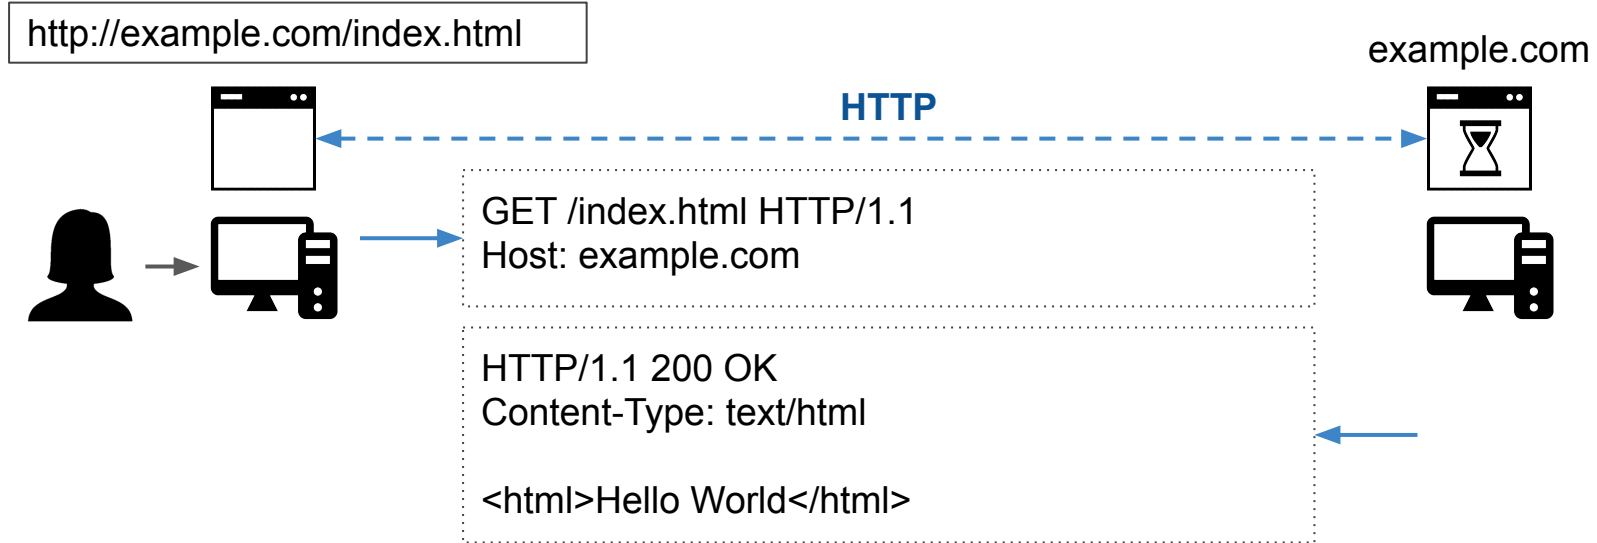 http://example.com/index.html
example.com
HTTP
GET /index.html HTTP/1.1
Host: example.com
HTTP/1.1 200 OK
Content-Type: text/html
<html>Hello World</html>